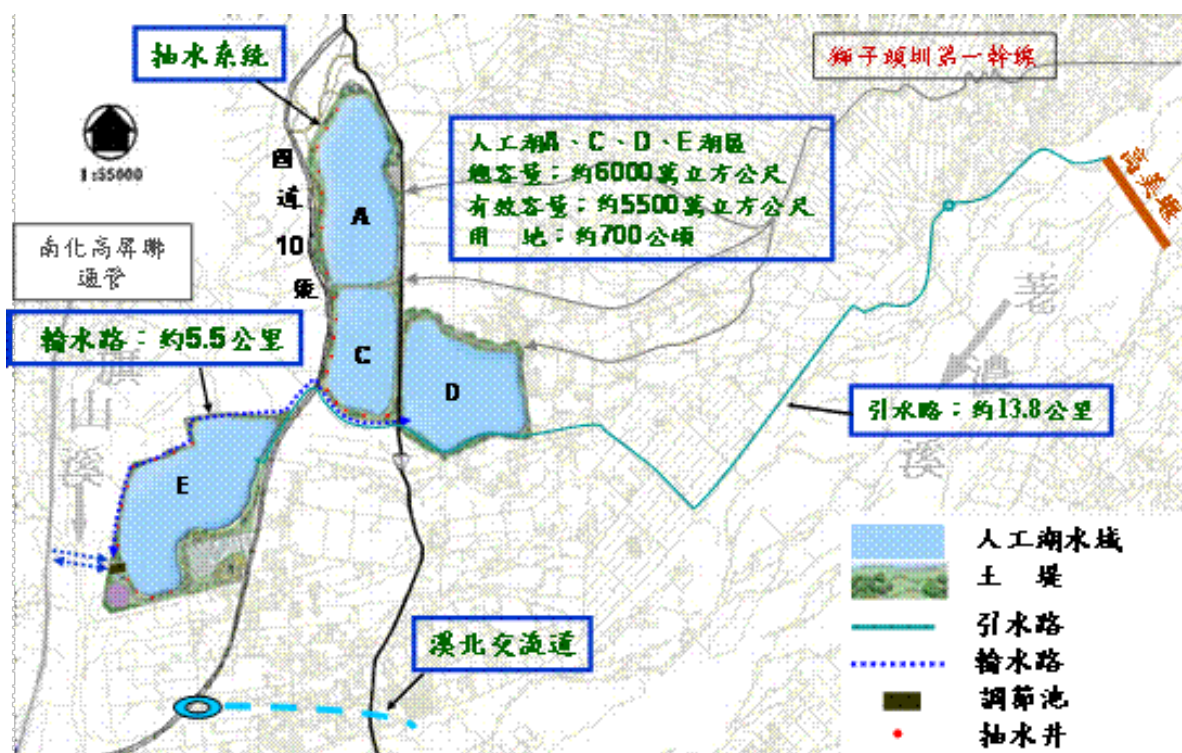 抽水系統
獅子頭圳第一幹線
1:55000
國道10號
人工湖A、C、D、E湖區
總容量：約6000萬立方公尺
有效容量：約5500萬立方公尺
用 地：約700公頃
高美堰
A
南化高屏聯
通管
荖濃溪
輸水路：約5.5公里
旗山溪
C
D
引水路：約13.8公里
E
人工湖水域
土 堤
引水路
輸水路
溪北交流道
調節池
抽水井